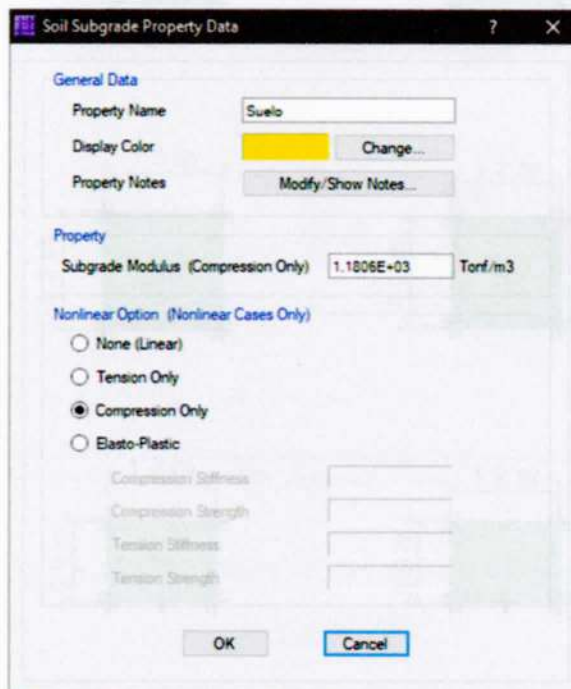 Soil Subgrade Property Data ? X
General Data
Property Name Suelo
Display Color Change...
Property Notes Modify/Show Notes...
Property
Subgrade Modulus (Compression Only) 1.1806E+03 Tonf/m3
Nonlinear Option (Nonlinear Cases Only)
None (Linear)
Tension Only
Compression Only
Elasto-Plastic
Compression Stiffness
Compression Strength
Tension Stiffness
Tension Strength
OK Cancel